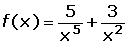 f(x) = 5/x^5 + 3/x^2